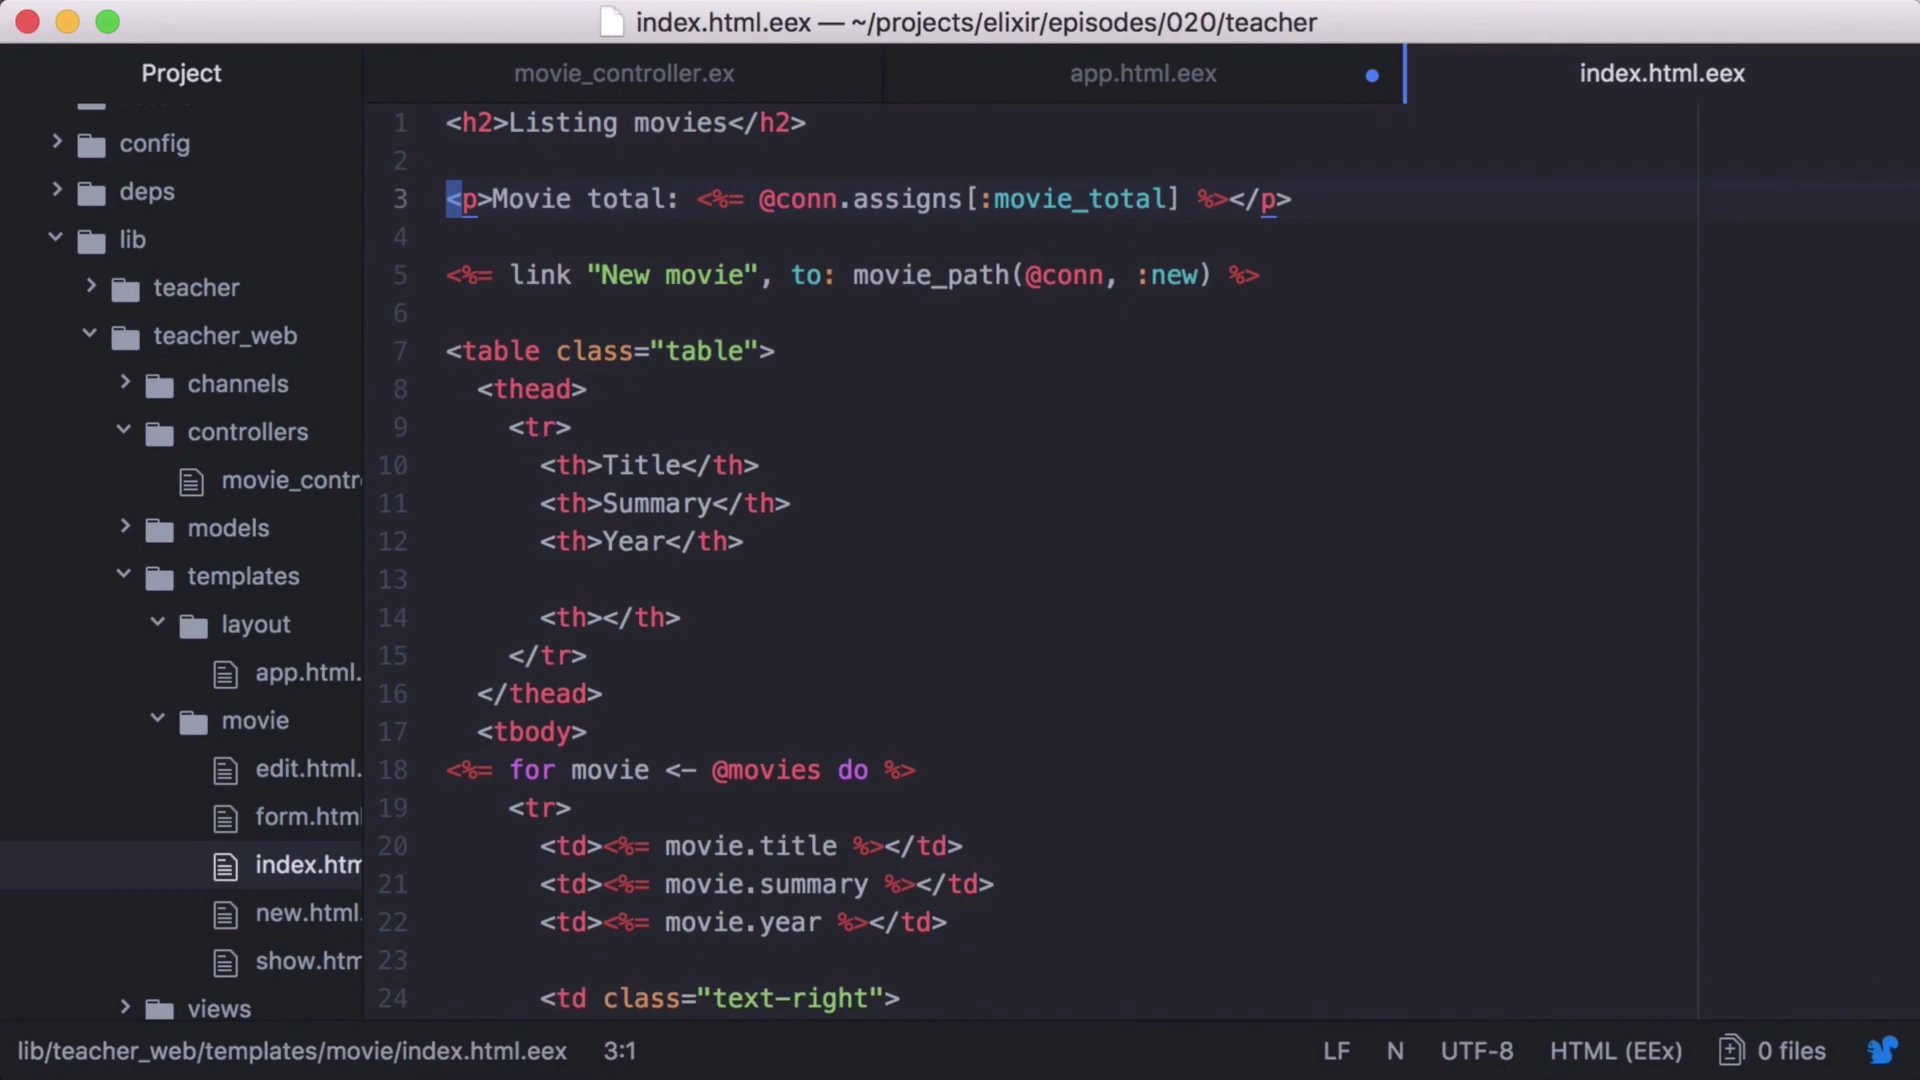 index.html.eex — ~/projects/elixir/episodes/020/teacher
Project
movie_controller.ex
app.html.eex
index.html.eex
config
deps
lib
teacher
teacher_web
channels
controllers
movie_contr
models
templates
layout
app.html.
movie
edit.html.
form.html
index.htm
new.html.
show.htm
views
1 <h2>Listing movies</h2>
2
3 <p>Movie total: <%= @conn.assigns[:movie_total] %></p>
4
5 <%= link "New movie", to: movie_path(@conn, :new) %>
6
7 <table class="table">
8 <thead>
9 <tr>
10 <th>Title</th>
11 <th>Summary</th>
12 <th>Year</th>
13
14 <th></th>
15 </tr>
16 </thead>
17 <tbody>
18 <%= for movie <- @movies do %>
19 <tr>
20 <td><%= movie.title %></td>
21 <td><%= movie.summary %></td>
22 <td><%= movie.year %></td>
23
24 <td class="text-right">
lib/teacher_web/templates/movie/index.html.eex 3:1
LF N UTF-8 HTML (EEx) 0 files